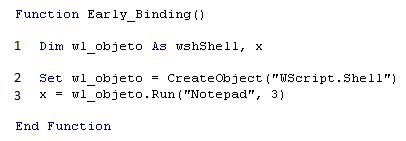 Function Early_Binding()
1 Dim wl_objeto As wshShell, x
2 Set wl_objeto = CreateObject("WScript.Shell")
3 x = wl_objeto.Run("Notepad", 3)
End Function